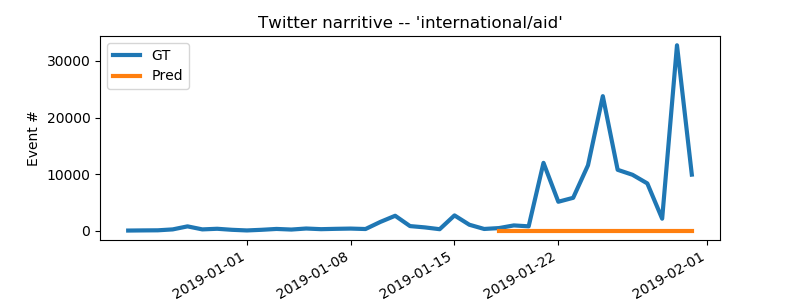 Twitter narritive -- 'international/aid'
GT
Pred
Event #
30000
20000
10000
0
2019-01-01
2019-01-08
2019-01-15
2019-01-22
2019-02-01